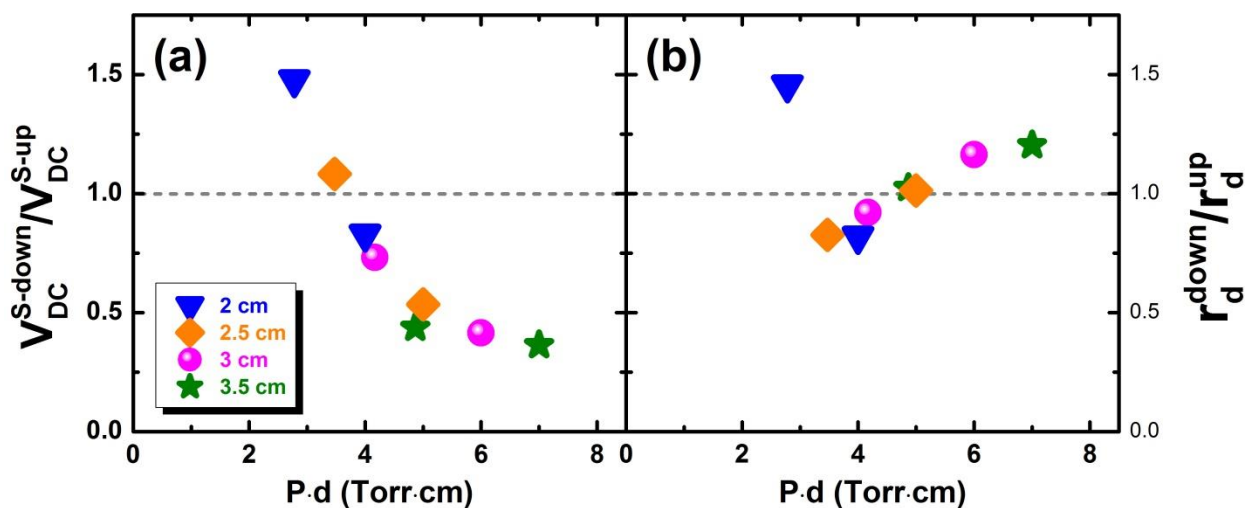 (a)
(b)
1.5
1.0
0.5
0.0
V_DC^S-down/V_DC^S-up
2 cm
2.5 cm
3 cm
3.5 cm
0 2 4 6 8
P·d (Torr·cm)
0 2 4 6 8
P·d (Torr·cm)
1.5
1.0
0.5
0.0
r_d^down/r_d^up